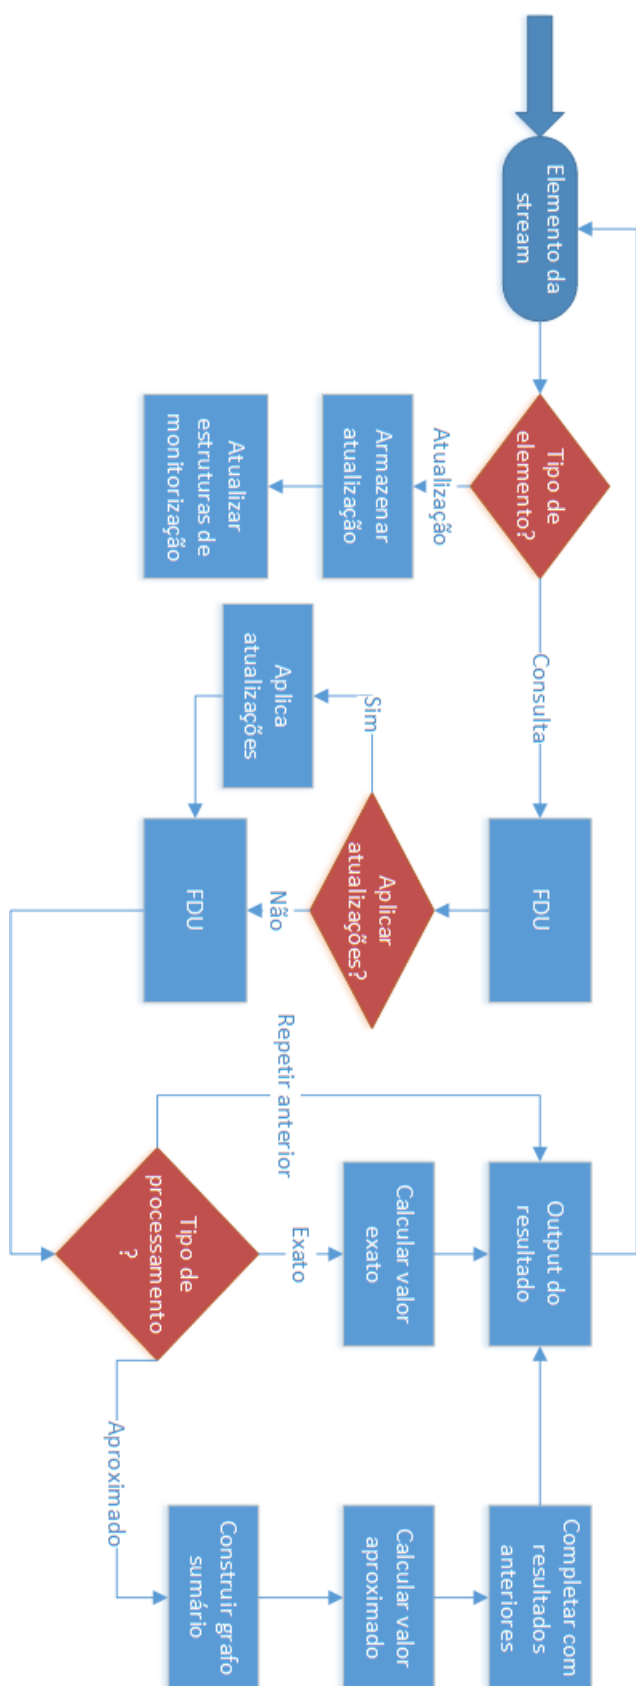 Elemento da
stream
Tipo de
elemento?
Atualização
Armazenar
atualização
Atualizar
estruturas de
monitorização
Consulta
FDU
Aplicar
atualizações?
Sim
Aplica
atualizações
Não
FDU
Tipo de
processamento
?
Repetir anterior
Exato
Calcular valor
exato
Output do
resultado
Aproximado
Construir grafo
sumário
Calcular valor
aproximado
Completar com
resultados
anteriores